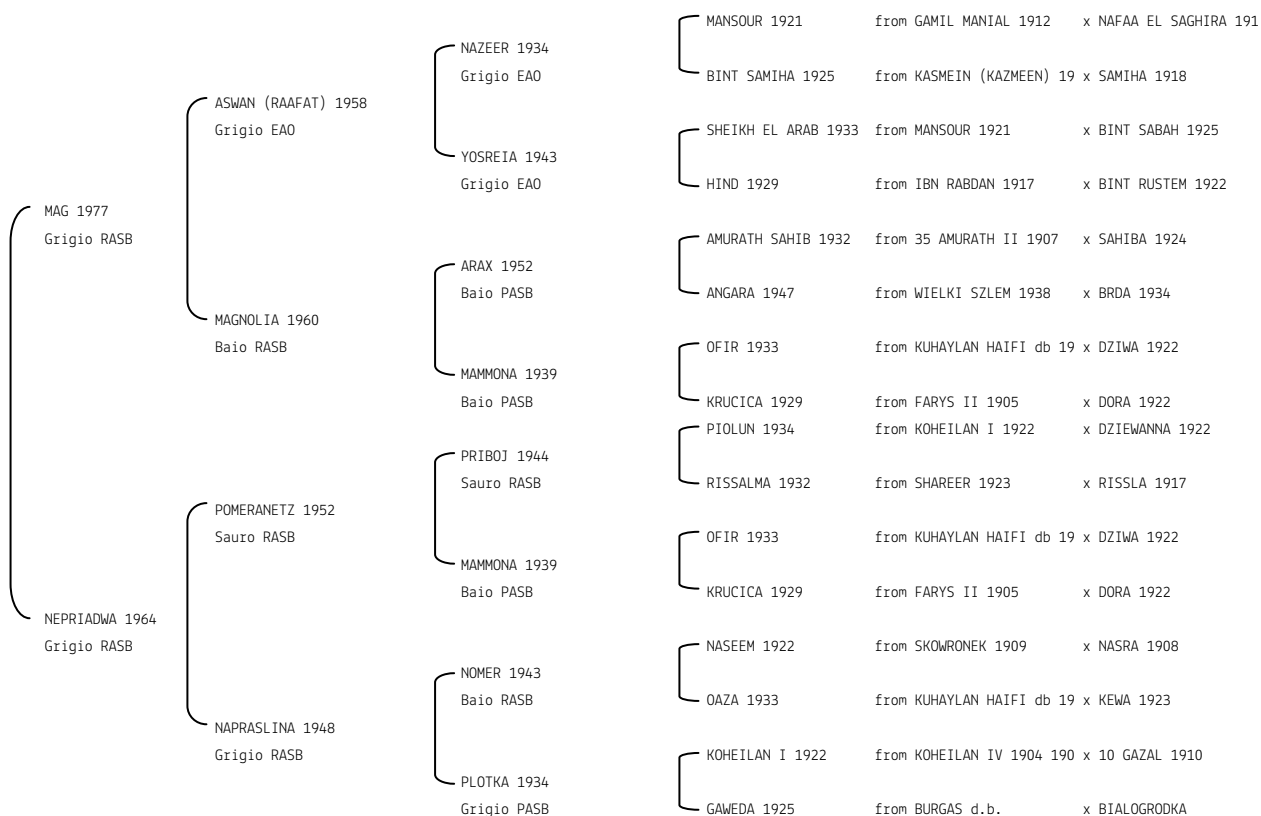 MANSOUR 1921 from GAMIL MANIAL 1912 x NAFAA EL SAGHIRA 191
NAZEER 1934
Grigio EAO
BINT SAMIHA 1925 from KASMEIN (KAZMEEN) 19 x SAMIHA 1918
ASWAN (RAAFAT) 1958
Grigio EAO
SHEIKH EL ARAB 1933 from MANSOUR 1921 x BINT SABAH 1925
YOSREIA 1943
Grigio EAO
HIND 1929 from IBN RABDAN 1917 x BINT RUSTEM 1922
MAG 1977
Grigio RASB
AMURATH SAHIB 1932 from 35 AMURATH II 1907 x SAHIBA 1924
ARAX 1952
Baio PASB
ANGARA 1947 from WIELKI SZLEM 1938 x BRDA 1934
MAGNOLIA 1960
Baio RASB
OFIR 1933 from KUHAYLAN HAIFI db 19 x DZIWA 1922
MAMMONA 1939
Baio PASB
KRUCICA 1929 from FARYS II 1905 x DORA 1922
PIOLUN 1934 from KOHEILAN I 1922 x DZIEWANNA 1922
PRIBOJ 1944
Sauro RASB
RISSALMA 1932 from SHAREER 1923 x RISSLA 1917
POMERANETZ 1952
Sauro RASB
OFIR 1933 from KUHAYLAN HAIFI db 19 x DZIWA 1922
MAMMONA 1939
Baio PASB
KRUCICA 1929 from FARYS II 1905 x DORA 1922
NEPRIADWA 1964
Grigio RASB
NASEEM 1922 from SKOWRONEK 1909 x NASRA 1908
NOMER 1943
Baio RASB
OAZA 1933 from KUHAYLAN HAIFI db 19 x KEWA 1923
NAPRASLINA 1948
Grigio RASB
KOHEILAN I 1922 from KOHEILAN IV 1904 190 x 10 GAZAL 1910
PLOTKA 1934
Grigio PASB
GAWEDA 1925 from BURGAS d.b. x BIALOGRODKA